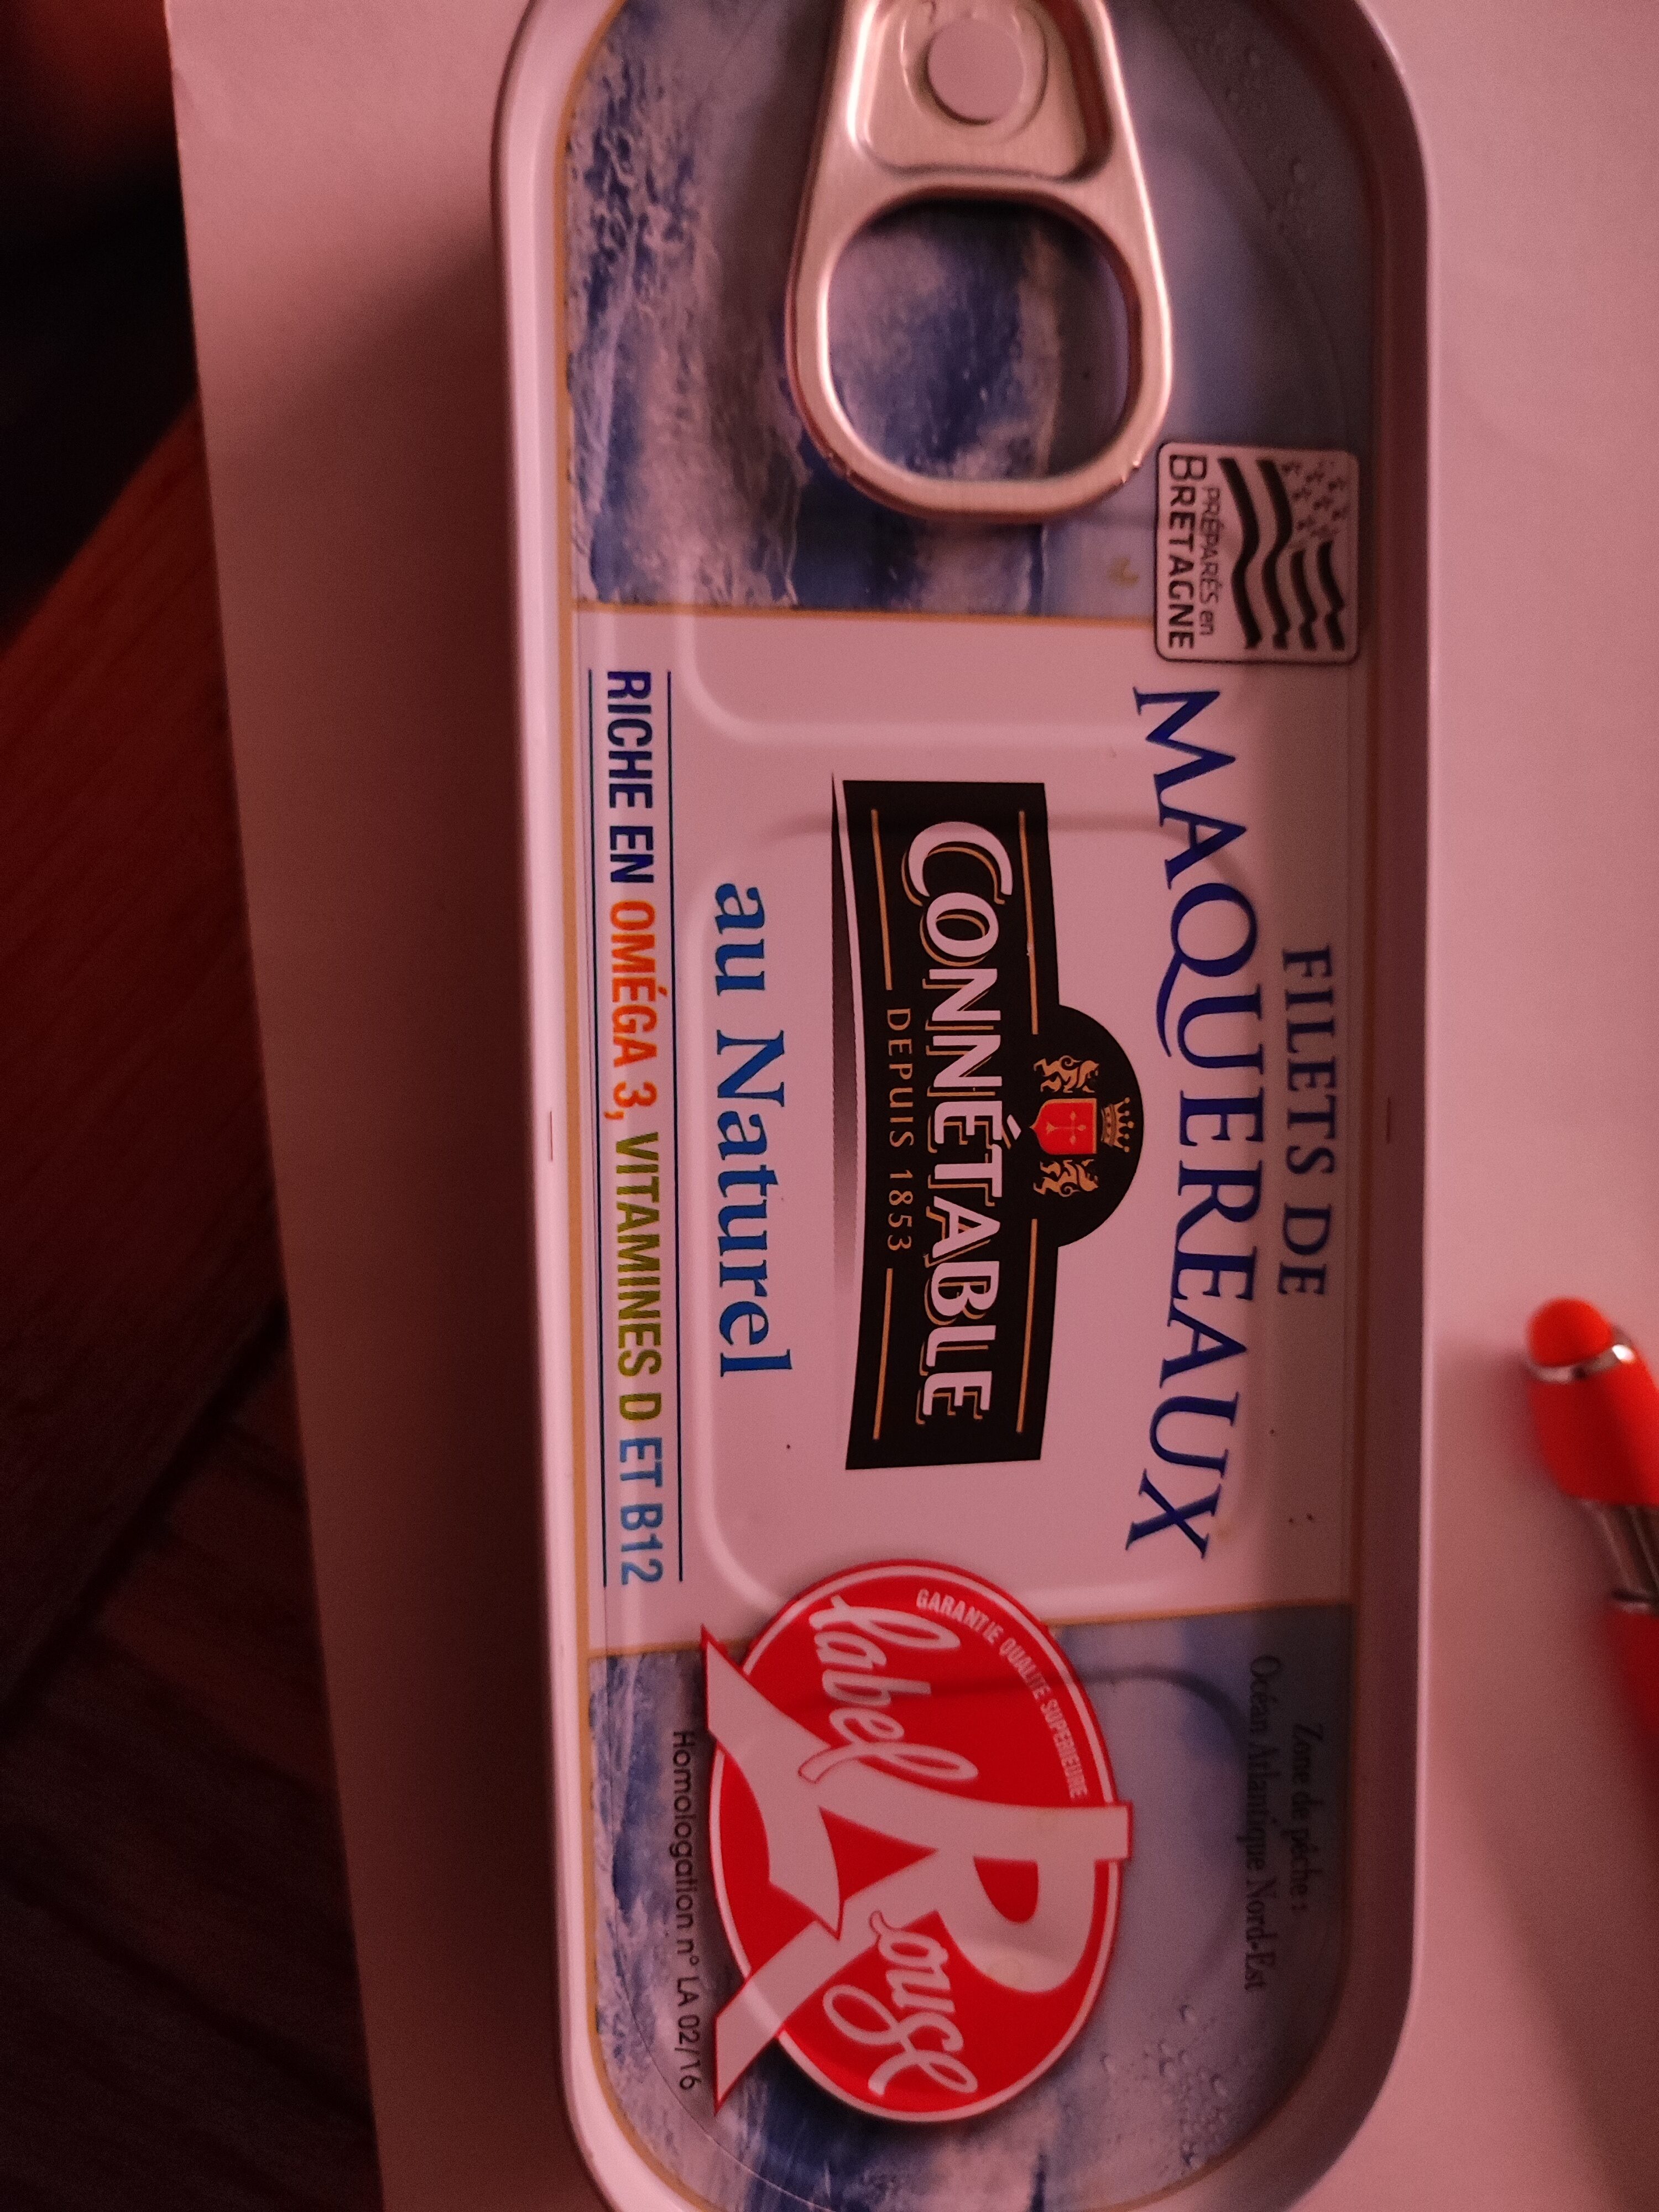 PRÉPARÉS en
BRETAGNE
FILETS DE
MAQUEREAUX
CONNÉTABLE
DEPUIS 1853
au Naturel
RICHE EN OMÉGA 3, VITAMINES D ET B12
Zone de pêche :
Océan Atlantique Nord-Est
GARANTIE QUALITÉ SUPÉRIEURE
label
Rouge
Homologation n° LA 02/16